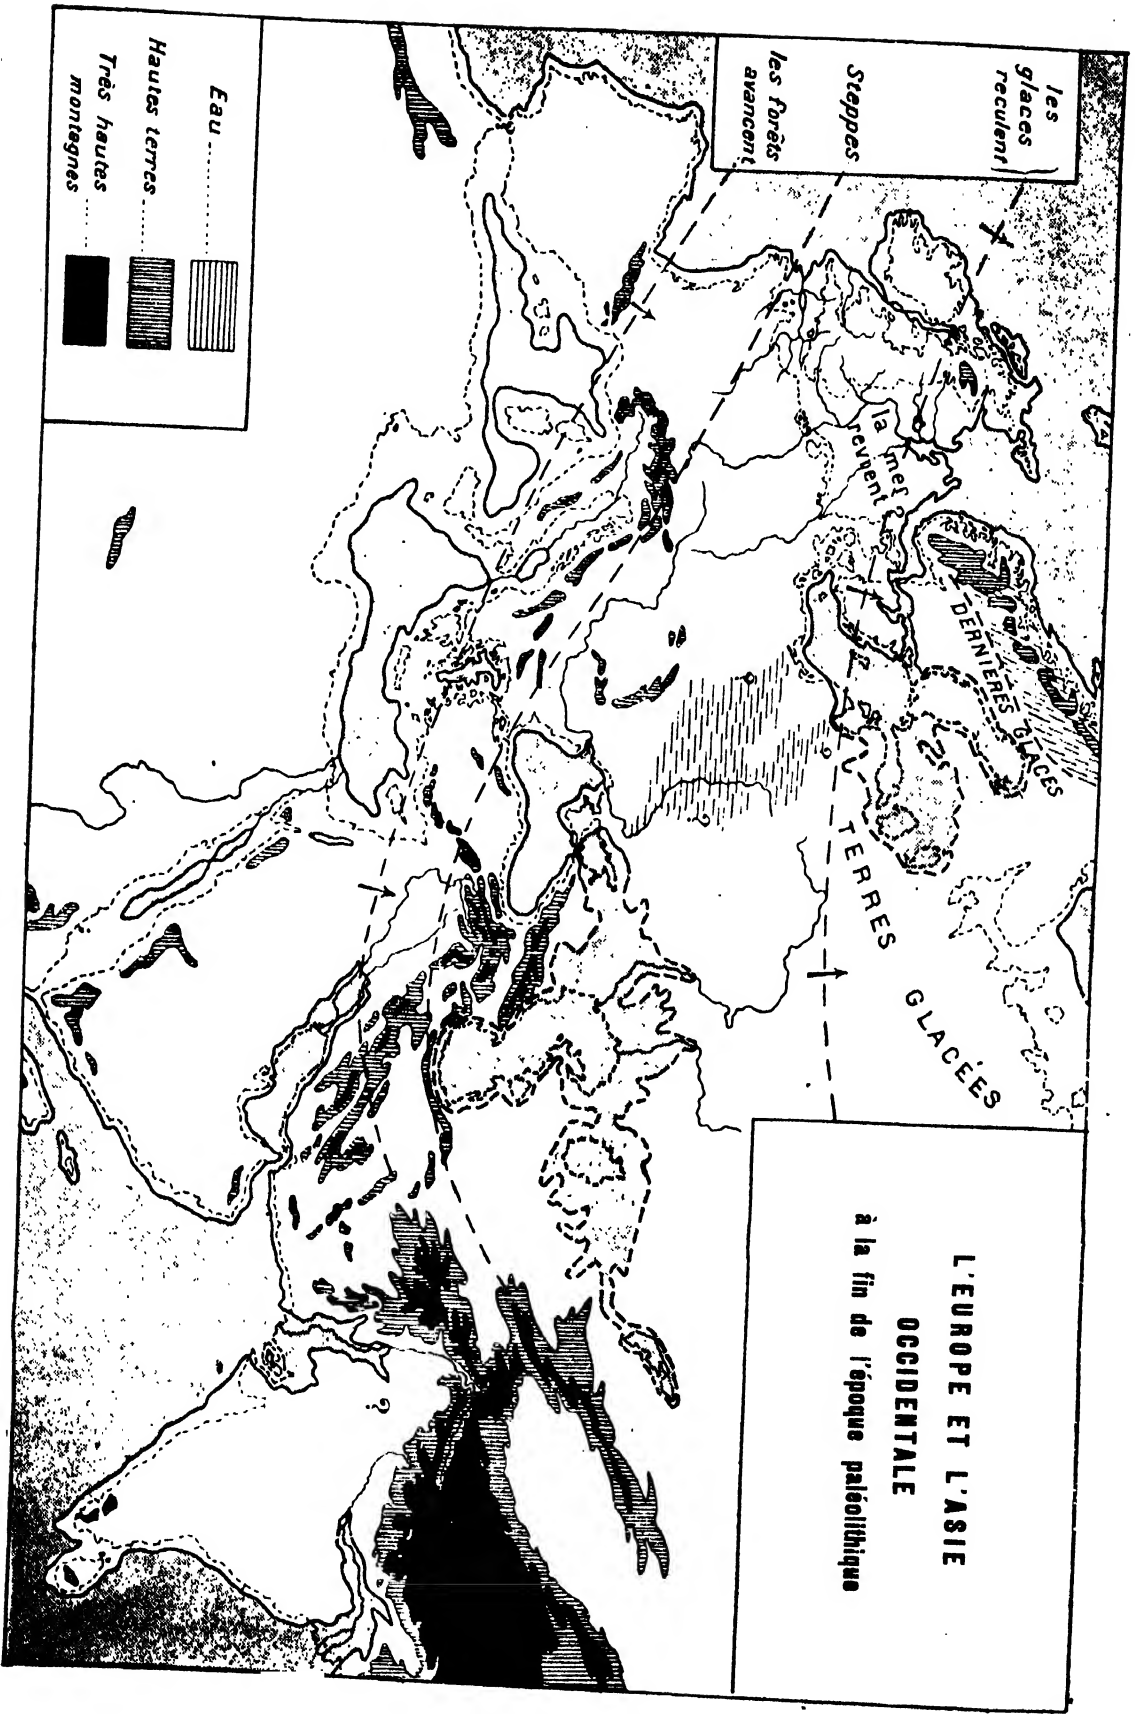 L'EUROPE ET L'ASIE
OCCIDENTALE
à la fin de l'époque paléolithique
les
glaces
reculent
Steppes
les forêts
avancent
la mer
revient ?
DERNIÈRES GLACES
TERRES GLACÉES
?
Eau
Hautes terres
Très hautes
montagnes